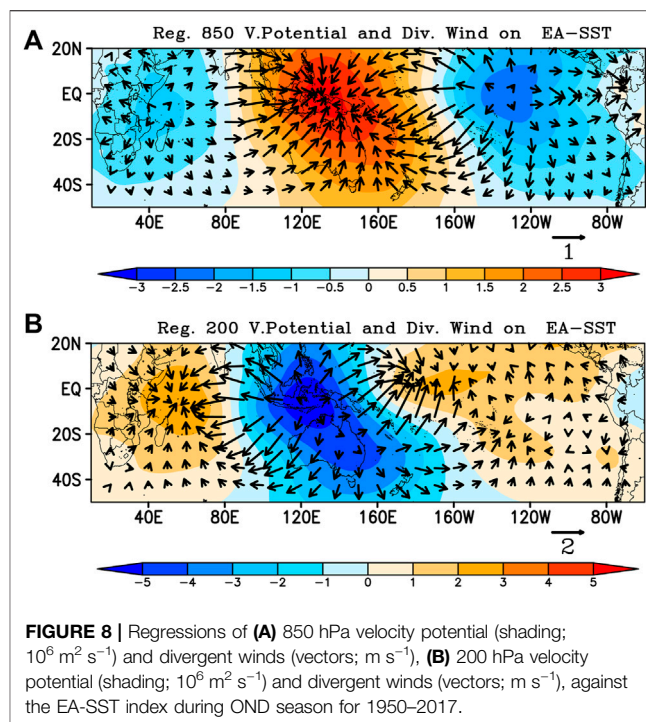 A
Reg. 850 V.Potential and Div. Wind on EA-SST
20N
EQ
20S
40S
40E 80E 120E 160E 160W 120W 80W
1
−3 −2.5 −2 −1.5 −1 −0.5 0 0.5 1 1.5 2 2.5 3
B
Reg. 200 V.Potential and Div. Wind on EA-SST
20N
EQ
20S
40S
40E 80E 120E 160E 160W 120W 80W
2
−5 −4 −3 −2 −1 0 1 2 3 4 5
FIGURE 8 | Regressions of (A) 850 hPa velocity potential (shading;
10⁶ m² s⁻¹) and divergent winds (vectors; m s⁻¹), (B) 200 hPa velocity
potential (shading; 10⁶ m² s⁻¹) and divergent winds (vectors; m s⁻¹), against
the EA-SST index during OND season for 1950–2017.